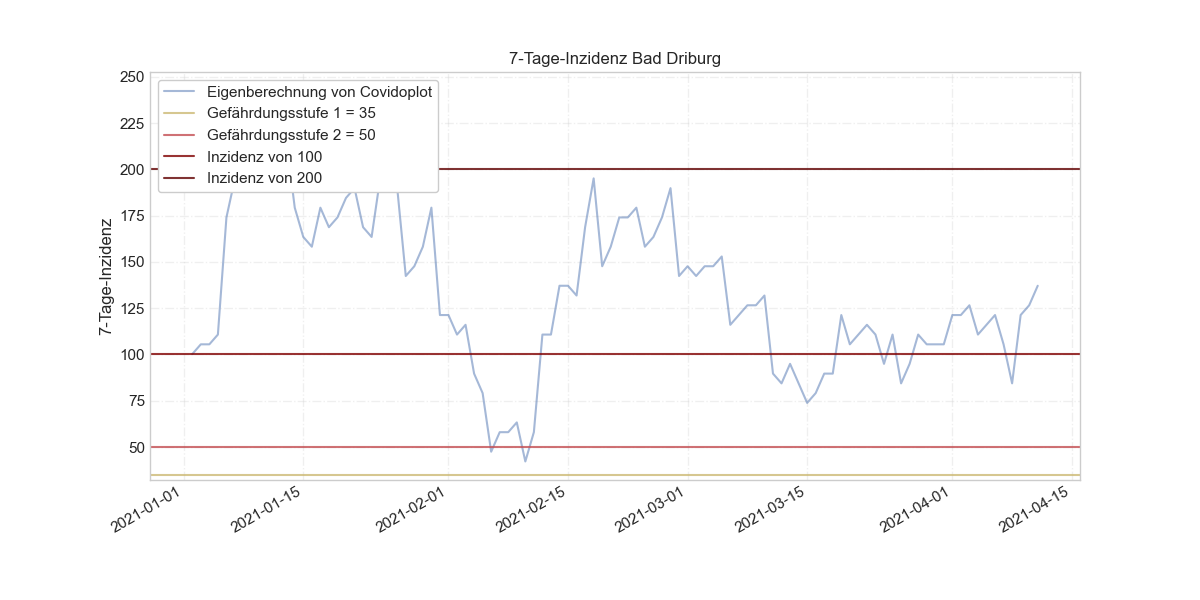 7-Tage-Inzidenz Bad Driburg
250
225
200
175
150
125
100
75
50
7-Tage-Inzidenz
Eigenberechnung von Covidoplot
Gefährdungsstufe 1 = 35
Gefährdungsstufe 2 = 50
Inzidenz von 100
Inzidenz von 200
2021-01-01
2021-01-15
2021-02-01
2021-02-15
2021-03-01
2021-03-15
2021-04-01
2021-04-15